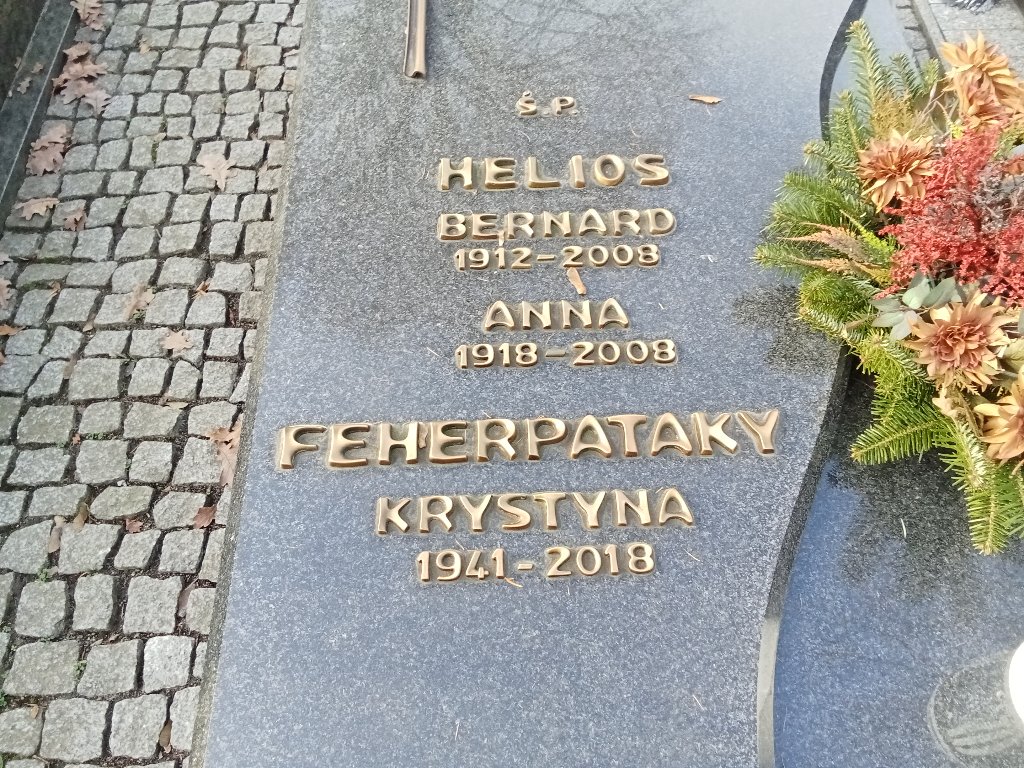 Ś.P.
HELIOS
BERNARD
1912-2008
ANNA
1918-2008
FEHERPATAKY
KRYSTYNA
1941-2018